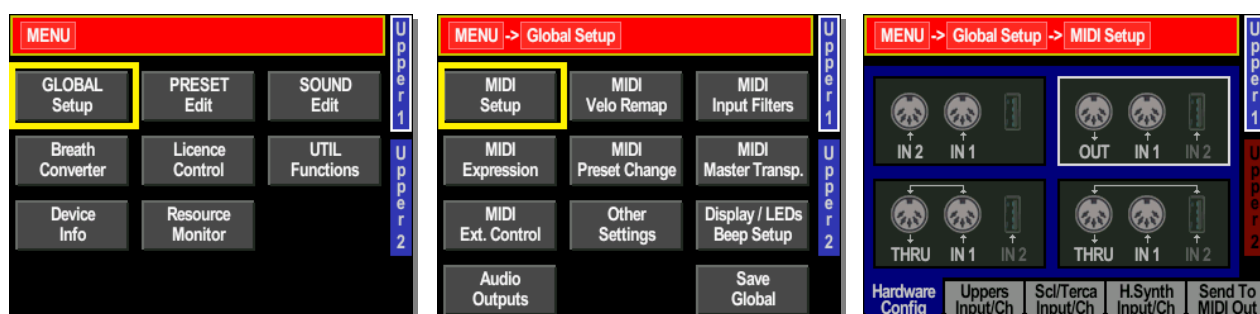 MENU
Upper 1
Upper 2
GLOBAL Setup
PRESET Edit
SOUND Edit
Breath Converter
Licence Control
UTIL Functions
Device Info
Resource Monitor
MENU -> Global Setup
Upper 1
Upper 2
MIDI Setup
MIDI Velo Remap
MIDI Input Filters
MIDI Expression
MIDI Preset Change
MIDI Master Transp.
MIDI Ext. Control
Other Settings
Display / LEDs Beep Setup
Audio Outputs
Save Global
MENU -> Global Setup -> MIDI Setup
Upper 1
Upper 2
IN 2 IN 1
OUT IN 1 IN 2
THRU IN 1 IN 2
THRU IN 1 IN 2
Hardware Config
Uppers Input/Ch
Scl/Terca Input/Ch
H.Synth Input/Ch
Send To MIDI Out